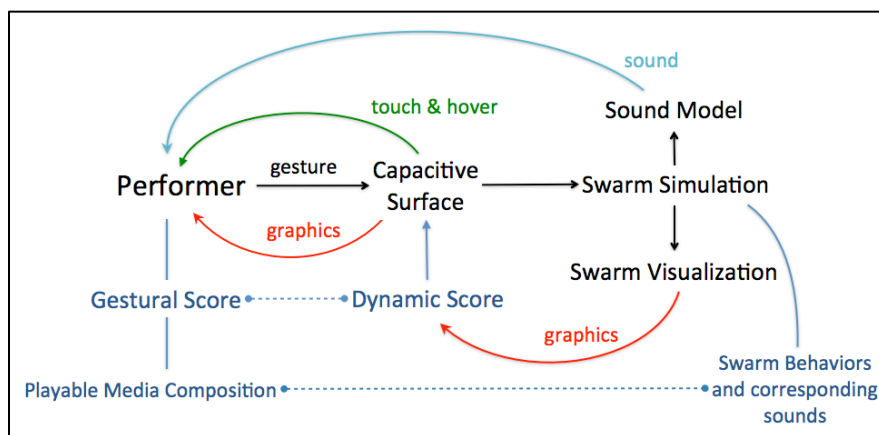 sound
touch & hover
Sound Model
Performer
gesture
Capacitive
Surface
Swarm Simulation
graphics
Swarm Visualization
Gestural Score
Dynamic Score
graphics
Playable Media Composition
Swarm Behaviors
and corresponding
sounds